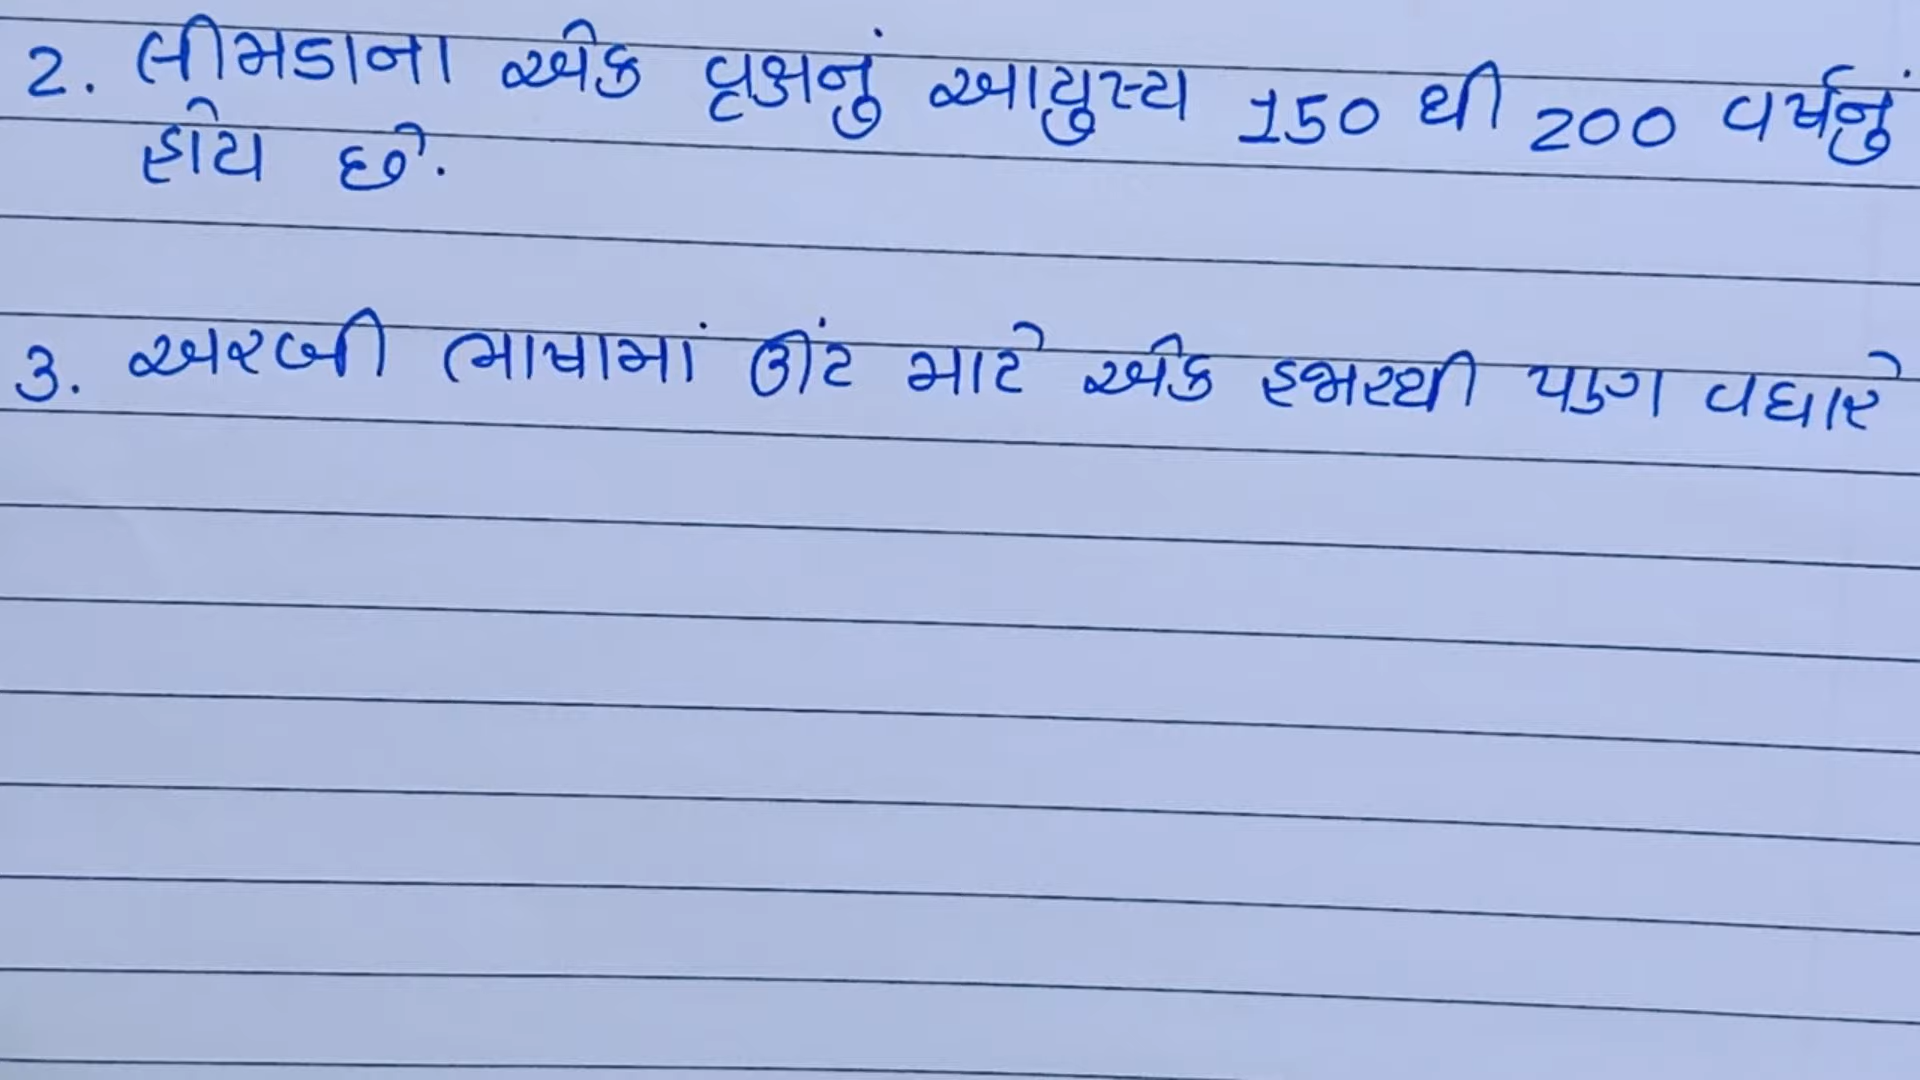 2. લીમડાના એક વૃક્ષનું આયુસ્ય 150 થી 200 વર્ષનું
હોય છે.
3. અરબી ભાષામાં ઊંટ માટે એક હજારથી પણ વધારે